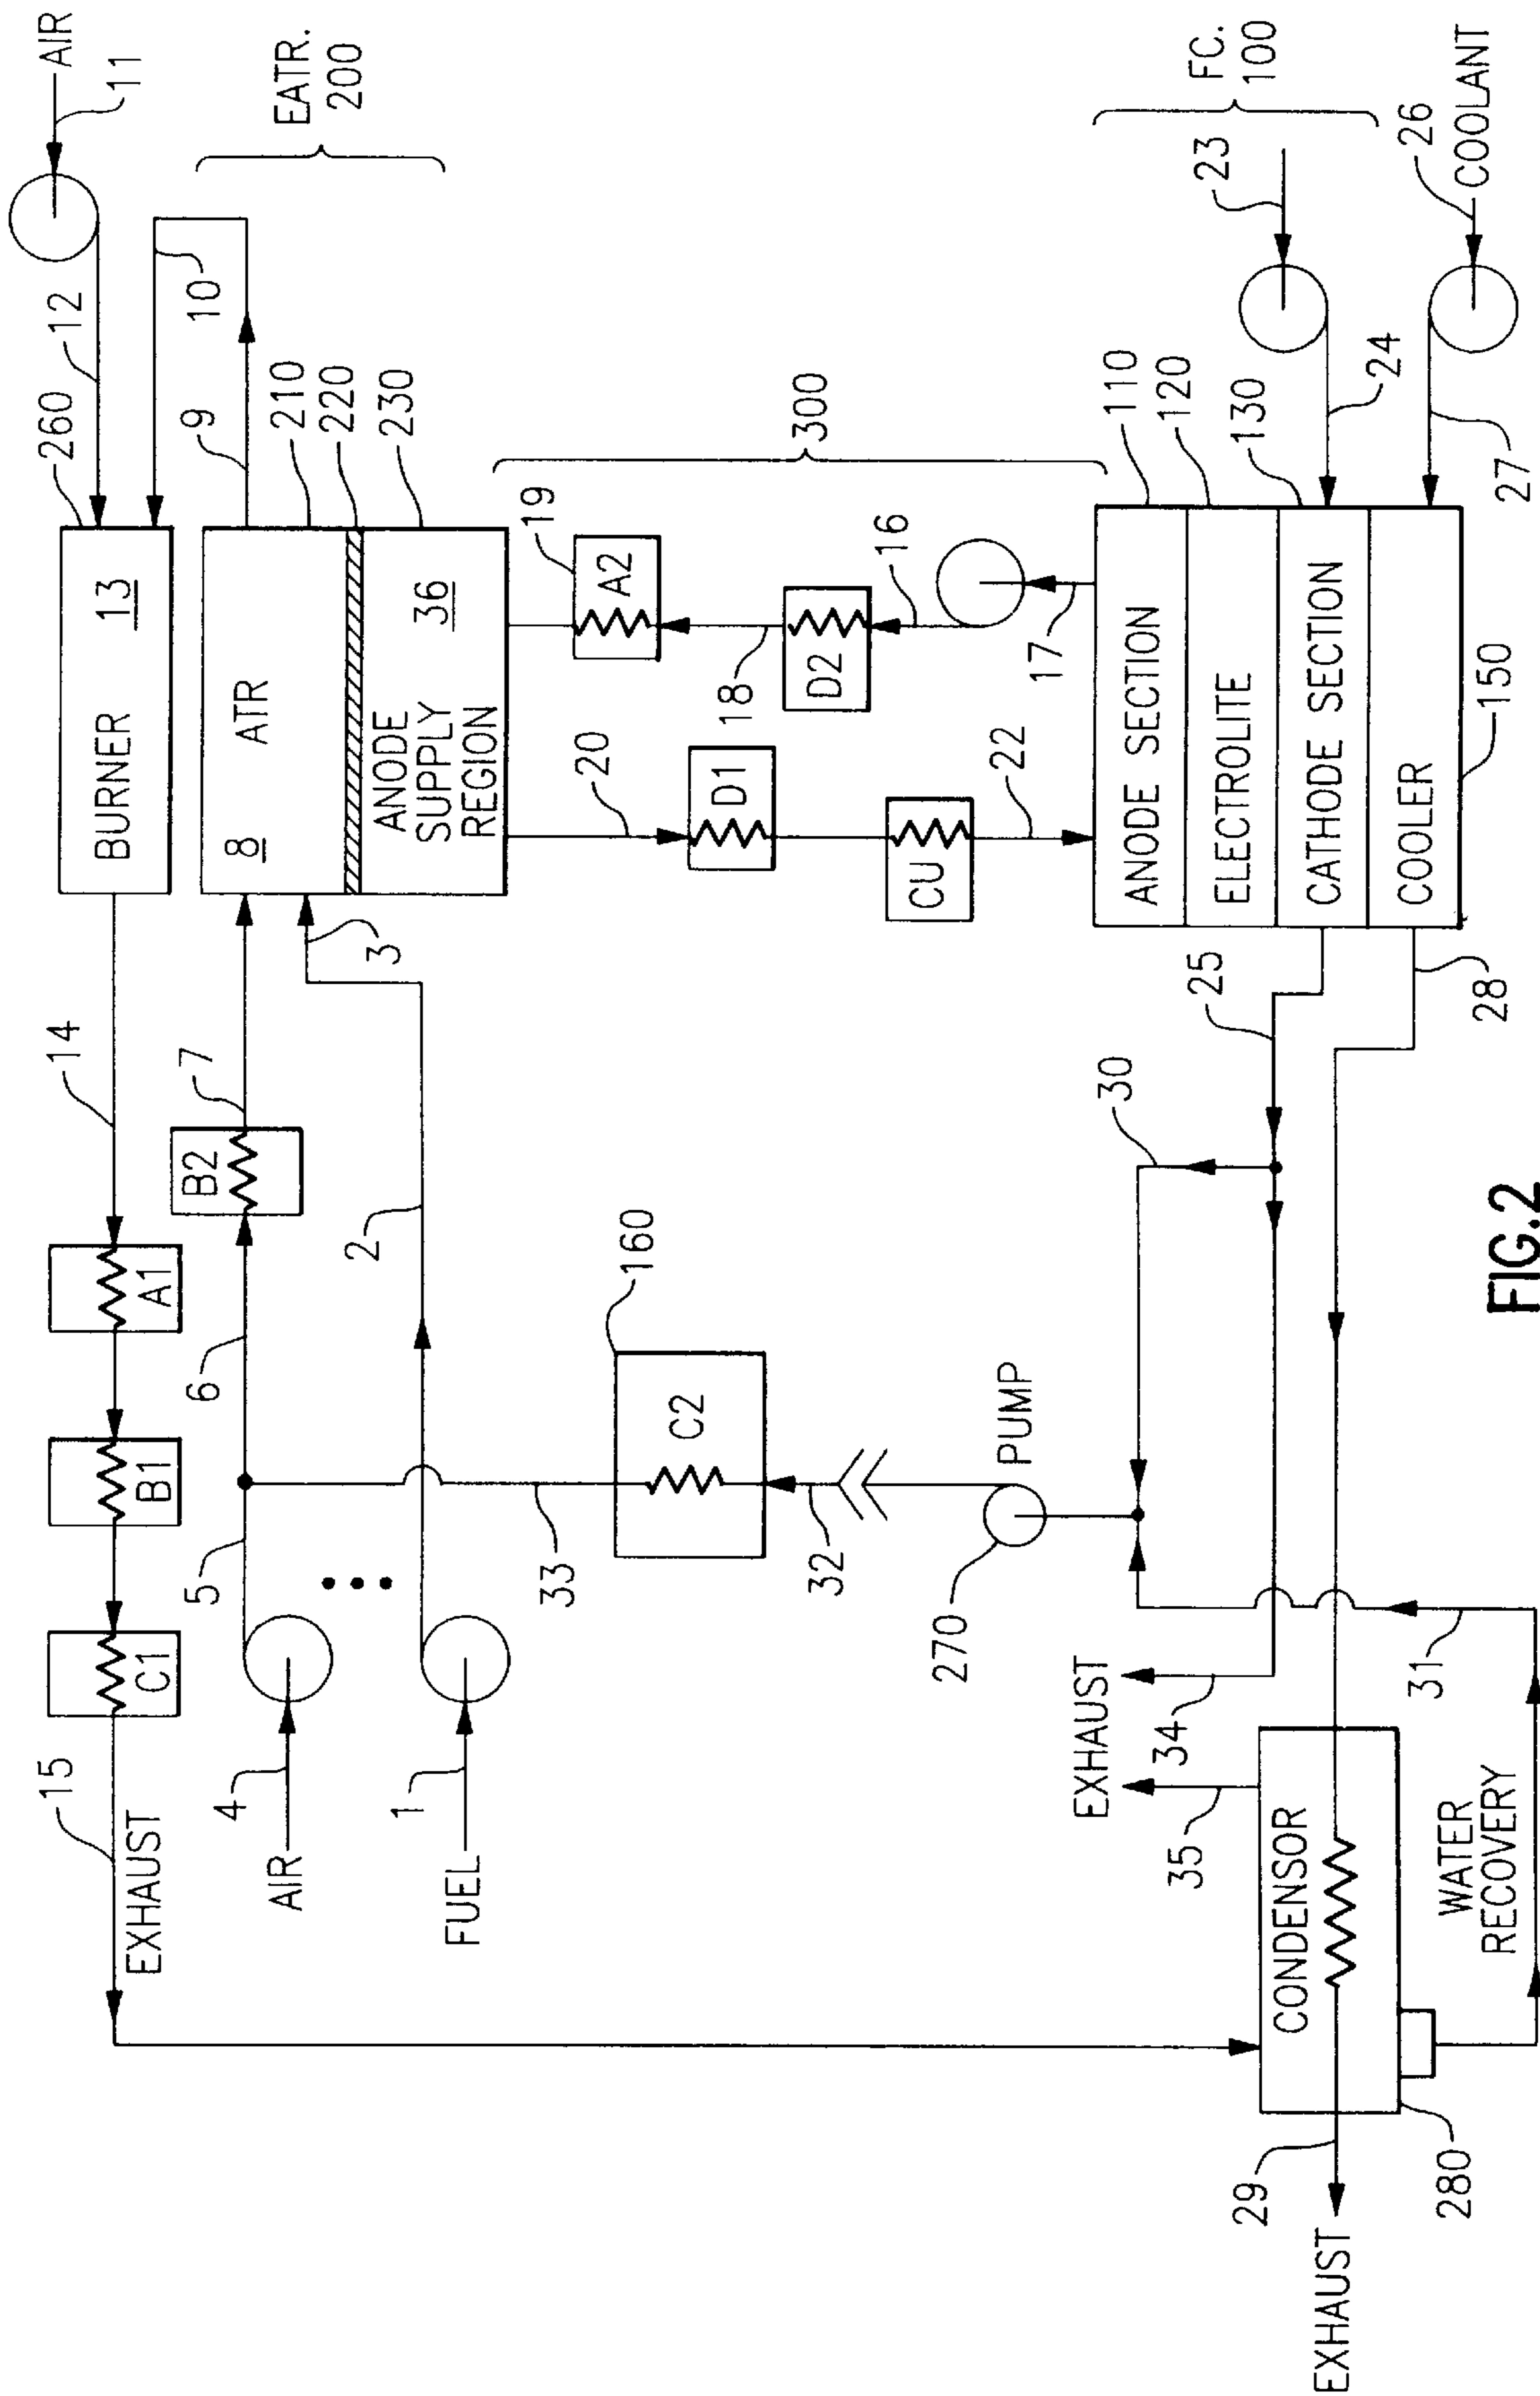 AIR
11
EATR.
200
260
12
10
9
210
220
230
BURNER 13
8 ATR
ANODE
SUPPLY
REGION
36
14
7
3
B2
A1
B1
C1
6
2
5
15
EXHAUST
4
AIR
1
FUEL
19
A2
18
D2
16
17
20
D1
CU
22
300
160
C2
33
32
PUMP
270
FC.
100
23
26
COOLANT
24
27
110
120
130
ANODE SECTION
ELECTROLITE
CATHODE SECTION
COOLER
150
25
28
30
EXHAUST
34
35
31
CONDENSOR
WATER
RECOVERY
29
280
EXHAUST
FIG.2